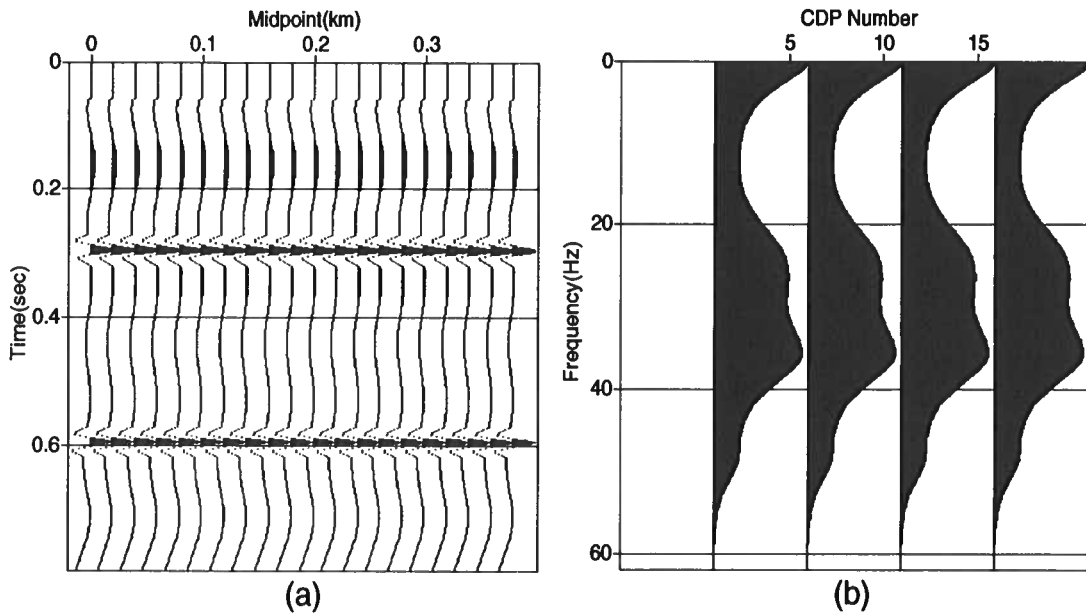 Midpoint(km)
0 0.1 0.2 0.3
Time(sec)
0
0.2
0.4
0.6
(a)
CDP Number
5 10 15
Frequency(Hz)
0
20
40
60
(b)